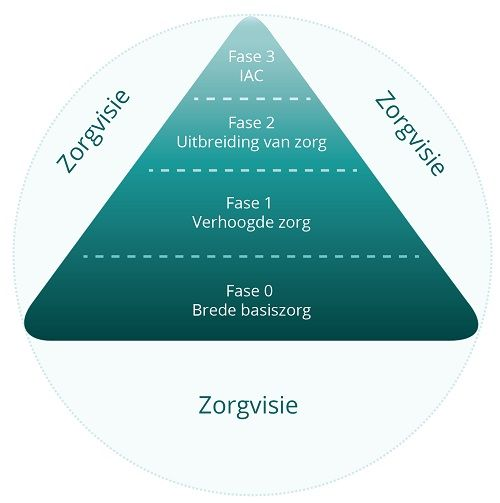 Fase 3
IAC
Zorgvisie
Zorgvisie
Fase 2
Uitbreiding van zorg
Fase 1
Verhoogde zorg
Fase 0
Brede basiszorg
Zorgvisie